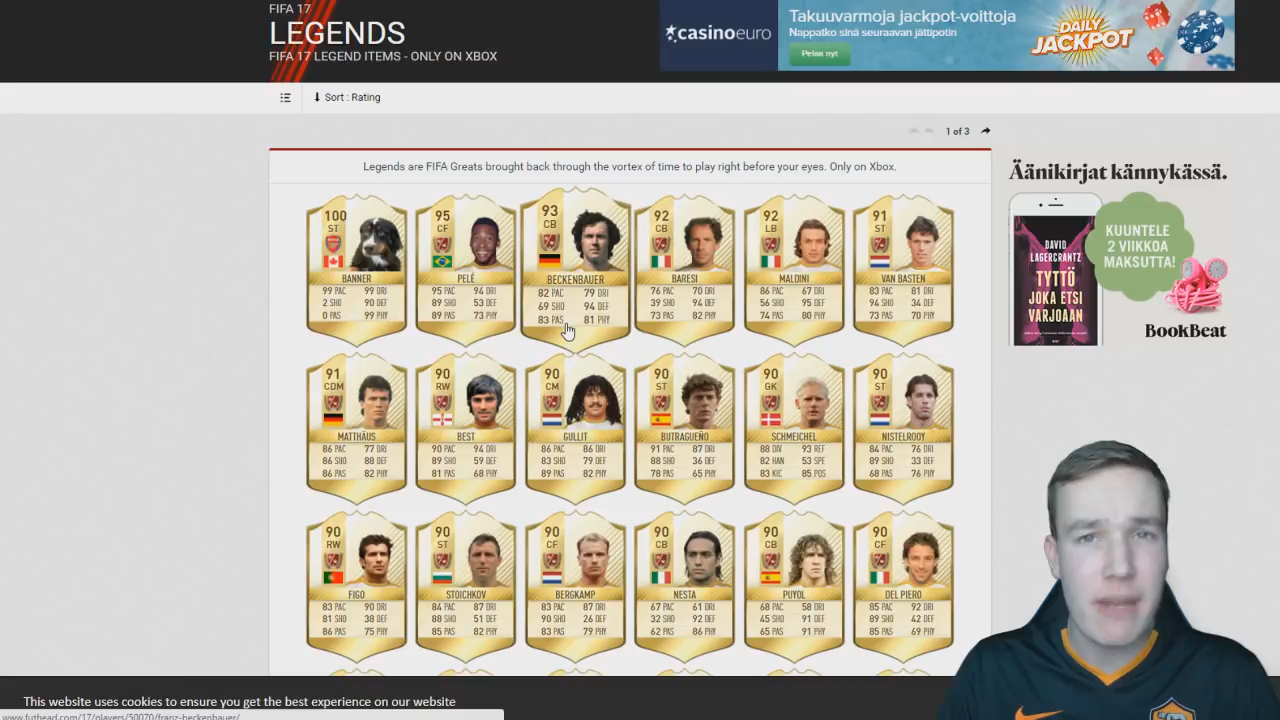 FIFA 17
LEGENDS
FIFA 17 LEGEND ITEMS - ONLY ON XBOX
casinoeuro
Takuuvarmoja jackpot-voittoja
Nappatko sinä seuraavan jättipotin
Pelaa nyt
DAILY
JACKPOT
Sort : Rating
1 of 3
Legends are FIFA Greats brought back through the vortex of time to play right before your eyes. Only on Xbox.
100
ST
BANNER
99 PAC 99 DRI
2 SHO 90 DEF
0 PAS 99 PHY
95
CF
PELÉ
95 PAC 94 DRI
89 SHO 53 DEF
89 PAS 73 PHY
93
CB
BECKENBAUER
82 PAC 79 DRI
69 SHO 94 DEF
83 PAS 81 PHY
92
CB
BARESI
76 PAC 70 DRI
39 SHO 94 DEF
73 PAS 82 PHY
92
LB
MALDINI
86 PAC 67 DRI
56 SHO 95 DEF
74 PAS 80 PHY
91
ST
VAN BASTEN
83 PAC 81 DRI
94 SHO 34 DEF
73 PAS 70 PHY
91
CDM
MATTHÄUS
86 PAC 77 DRI
86 SHO 88 DEF
86 PAS 82 PHY
90
RW
BEST
90 PAC 94 DRI
89 SHO 59 DEF
81 PAS 68 PHY
90
CM
GULLIT
86 PAC 86 DRI
83 SHO 79 DEF
89 PAS 82 PHY
90
ST
BUTRAGUEÑO
91 PAC 87 DRI
88 SHO 36 DEF
78 PAS 65 PHY
90
GK
SCHMEICHEL
88 DIV 93 REF
82 HAN 53 SPE
83 KIC 85 POS
90
ST
NISTELROOY
84 PAC 76 DRI
89 SHO 33 DEF
68 PAS 76 PHY
90
RW
FIGO
83 PAC 90 DRI
81 SHO 38 DEF
86 PAS 75 PHY
90
ST
STOICHKOV
84 PAC 87 DRI
88 SHO 51 DEF
85 PAS 82 PHY
90
CF
BERGKAMP
83 PAC 87 DRI
90 SHO 26 DEF
83 PAS 79 PHY
90
CB
NESTA
67 PAC 61 DRI
32 SHO 92 DEF
62 PAS 86 PHY
90
CB
PUYOL
68 PAC 58 DRI
45 SHO 91 DEF
65 PAS 91 PHY
90
CF
DEL PIERO
85 PAC 92 DRI
89 SHO 42 DEF
85 PAS 69 PHY
Äänikirjat kännykässä.
DAVID
LAGERCRANTZ
TYTTÖ
JOKA ETSI
VARJOAAN
KUUNTELE
2 VIIKKOA
MAKSUTTA!
BookBeat
This website uses cookies to ensure you get the best experience on our website
www.futhead.com/17/players/50070/franz-beckenbauer/